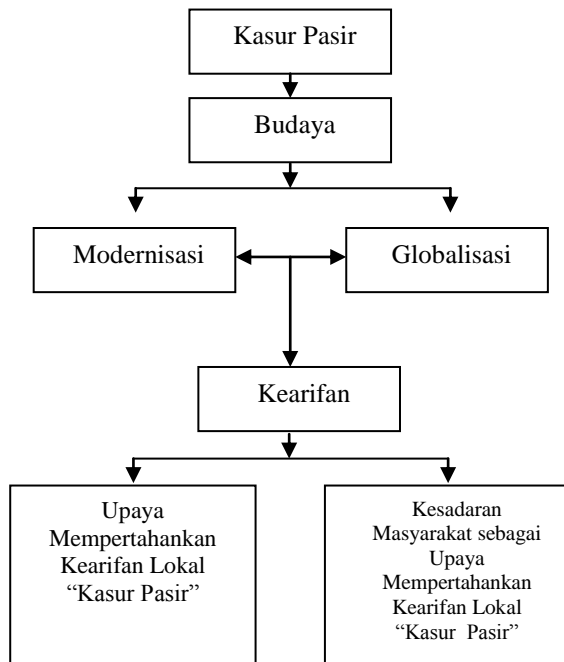 Kasur Pasir
Budaya
Modernisasi
Globalisasi
Kearifan
Upaya
Mempertahankan
Kearifan Lokal
“Kasur Pasir”
Kesadaran
Masyarakat sebagai
Upaya
Mempertahankan
Kearifan Lokal
“Kasur Pasir”